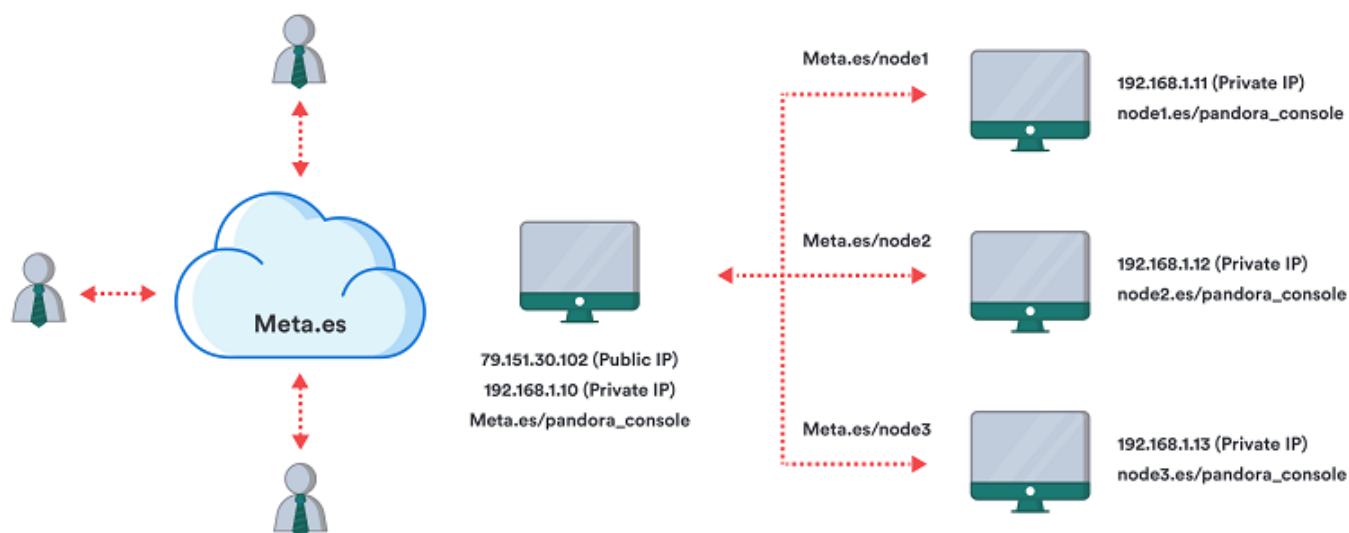 Meta.es
79.151.30.102 (Public IP)
192.168.1.10 (Private IP)
Meta.es/pandora_console
Meta.es/node1
192.168.1.11 (Private IP)
node1.es/pandora_console
Meta.es/node2
192.168.1.12 (Private IP)
node2.es/pandora_console
Meta.es/node3
192.168.1.13 (Private IP)
node3.es/pandora_console